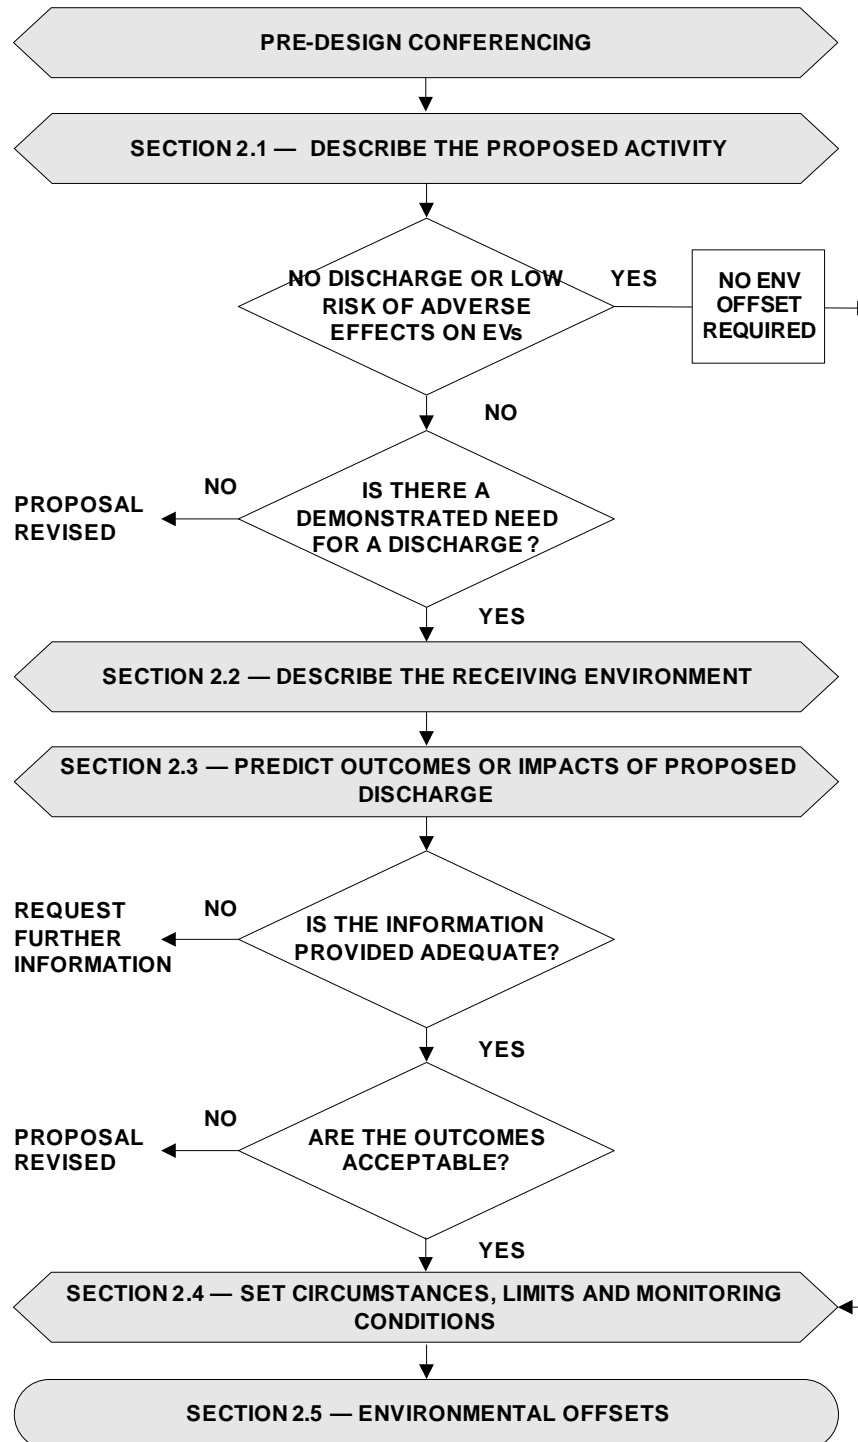 PRE-DESIGN CONFERENCING
SECTION 2.1 — DESCRIBE THE PROPOSED ACTIVITY
NO DISCHARGE OR LOW
RISK OF ADVERSE
EFFECTS ON EVs
YES
NO ENV
OFFSET
REQUIRED
NO
IS THERE A
DEMONSTRATED NEED
FOR A DISCHARGE?
NO
PROPOSAL
REVISED
YES
SECTION 2.2 — DESCRIBE THE RECEIVING ENVIRONMENT
SECTION 2.3 — PREDICT OUTCOMES OR IMPACTS OF PROPOSED
DISCHARGE
IS THE INFORMATION
PROVIDED ADEQUATE?
NO
REQUEST
FURTHER
INFORMATION
YES
ARE THE OUTCOMES
ACCEPTABLE?
NO
PROPOSAL
REVISED
YES
SECTION 2.4 — SET CIRCUMSTANCES, LIMITS AND MONITORING
CONDITIONS
SECTION 2.5 — ENVIRONMENTAL OFFSETS